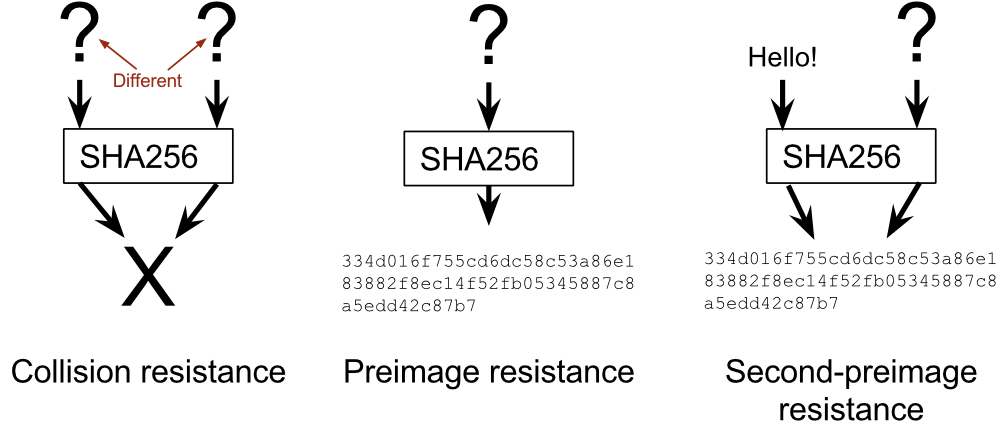 ?
?
Different
SHA256
X
Collision resistance
?
SHA256
334d016f755cd6dc58c53a86e1
83882f8ec14f52fb05345887c8
a5edd42c87b7
Preimage resistance
Hello!
?
SHA256
334d016f755cd6dc58c53a86e1
83882f8ec14f52fb05345887c8
a5edd42c87b7
Second-preimage
resistance